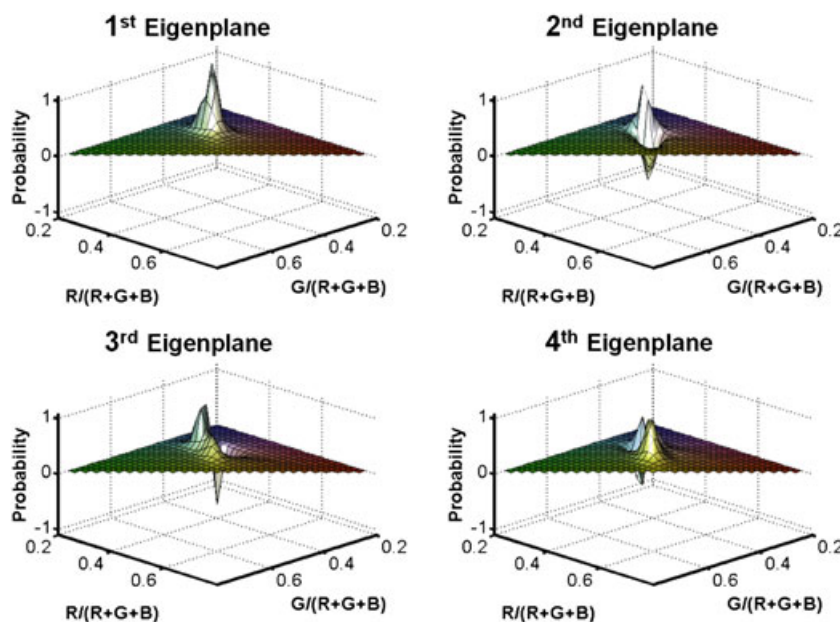 1st Eigenplane
1
0
-1
Probability
0.2
0.4
0.6
R/(R+G+B)
0.2
0.4
0.6
G/(R+G+B)
2nd Eigenplane
1
0
-1
Probability
0.2
0.4
0.6
R/(R+G+B)
0.2
0.4
0.6
G/(R+G+B)
3rd Eigenplane
1
0
-1
Probability
0.2
0.4
0.6
R/(R+G+B)
0.2
0.4
0.6
G/(R+G+B)
4th Eigenplane
1
0
-1
Probability
0.2
0.4
0.6
R/(R+G+B)
0.2
0.4
0.6
G/(R+G+B)